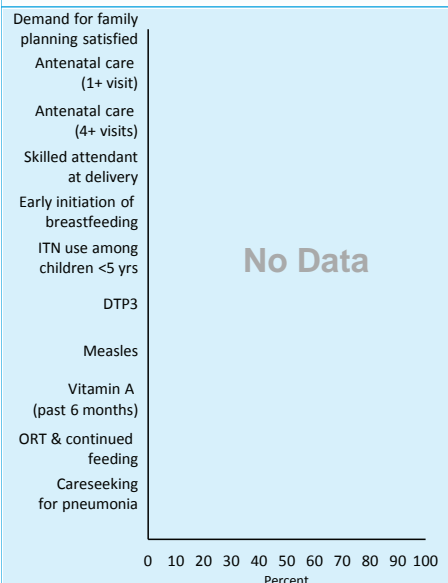 Demand for family
planning satisfied
Antenatal care
(1+ visit)
Antenatal care
(4+ visits)
Skilled attendant
at delivery
Early initiation of
breastfeeding
ITN use among
children <5 yrs
No Data
DTP3
Measles
Vitamin A
(past 6 months)
ORT & continued
feeding
Careseeking
for pneumonia
0 10 20 30 40 50 60 70 80 90 100
Percent